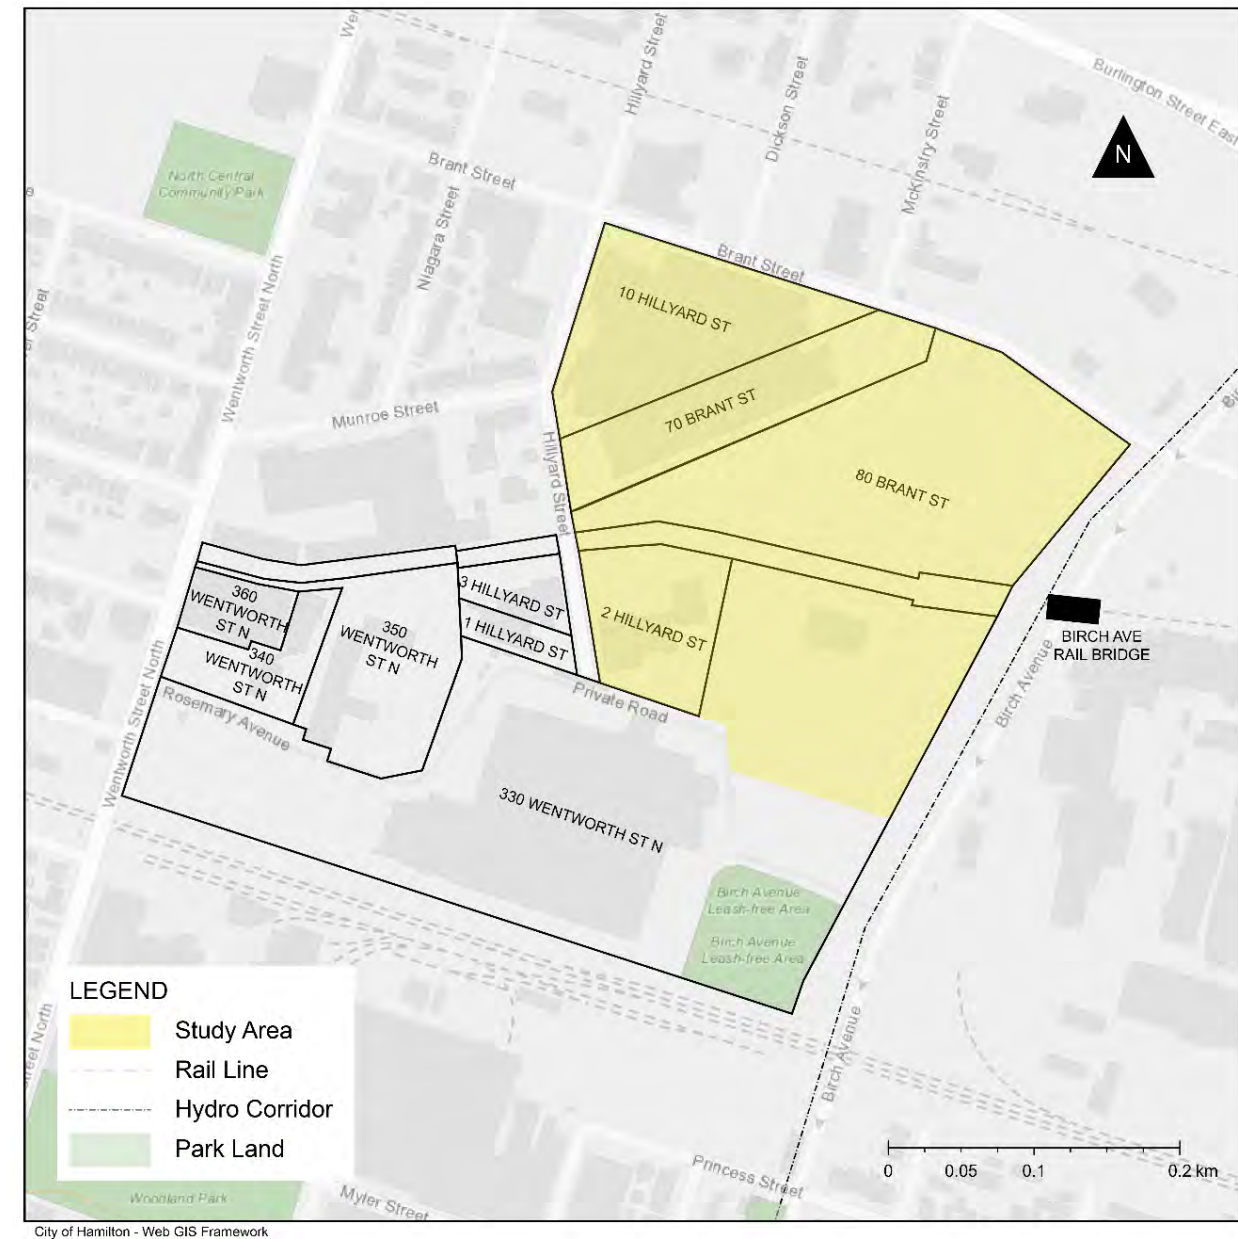 Hillyard Street
Burlington Street East
Dickson Street
McKinstry Street
N
Brant Street
North Central
Community Park
Niagara Street
Brant Street
10 HILLYARD ST
Wentworth Street North
70 BRANT ST
Munroe Street
Hillyard Street
80 BRANT ST
360
WENTWORTH
ST N
350
WENTWORTH
ST N
3 HILLYARD ST
1 HILLYARD ST
2 HILLYARD ST
BIRCH AVE
RAIL BRIDGE
340
WENTWORTH
ST N
Wentworth Street North
Rosemary Avenue
Private Road
Birch Avenue
330 WENTWORTH ST N
Birch Avenue
Leash-free Area
Birch Avenue
Leash-free Area
Birch Avenue
LEGEND
Study Area
Rail Line
Hydro Corridor
Park Land
0 0.05 0.1 0.2 km
Princess Street
Woodland Park
Myler Street
City of Hamilton - Web GIS Framework